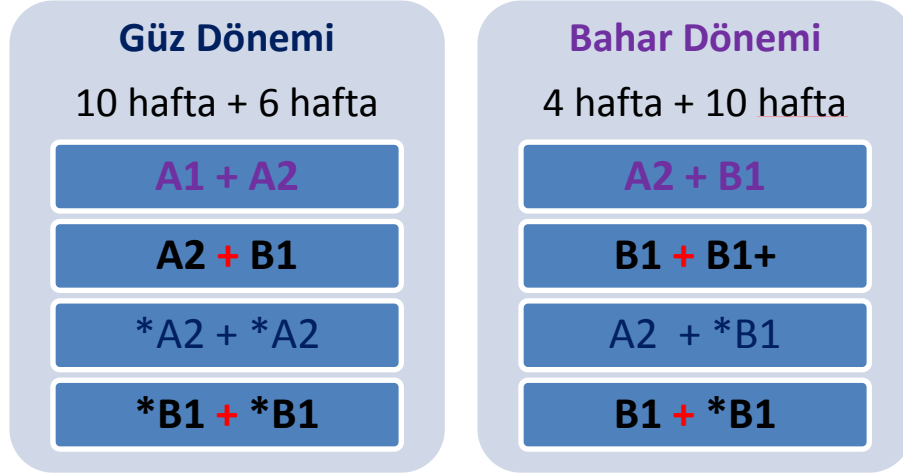 Güz Dönemi
10 hafta + 6 hafta
A1 + A2
A2 + B1
*A2 + *A2
*B1 + *B1
Bahar Dönemi
4 hafta + 10 hafta
A2 + B1
B1 + B1+
A2 + *B1
B1 + *B1